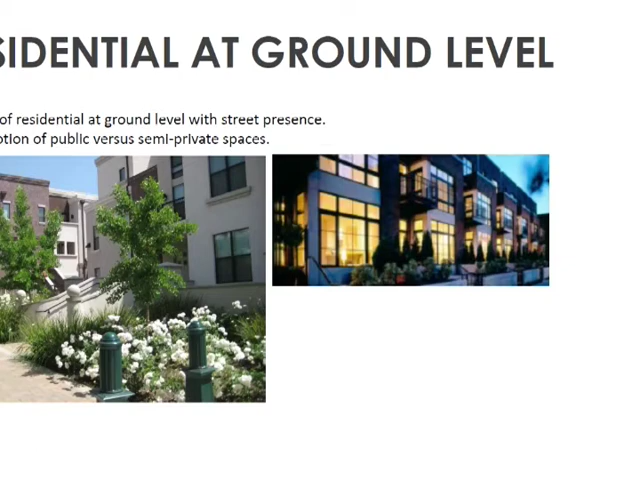 SIDENTIAL AT GROUND LEVEL
of residential at ground level with street presence.
otion of public versus semi-private spaces.